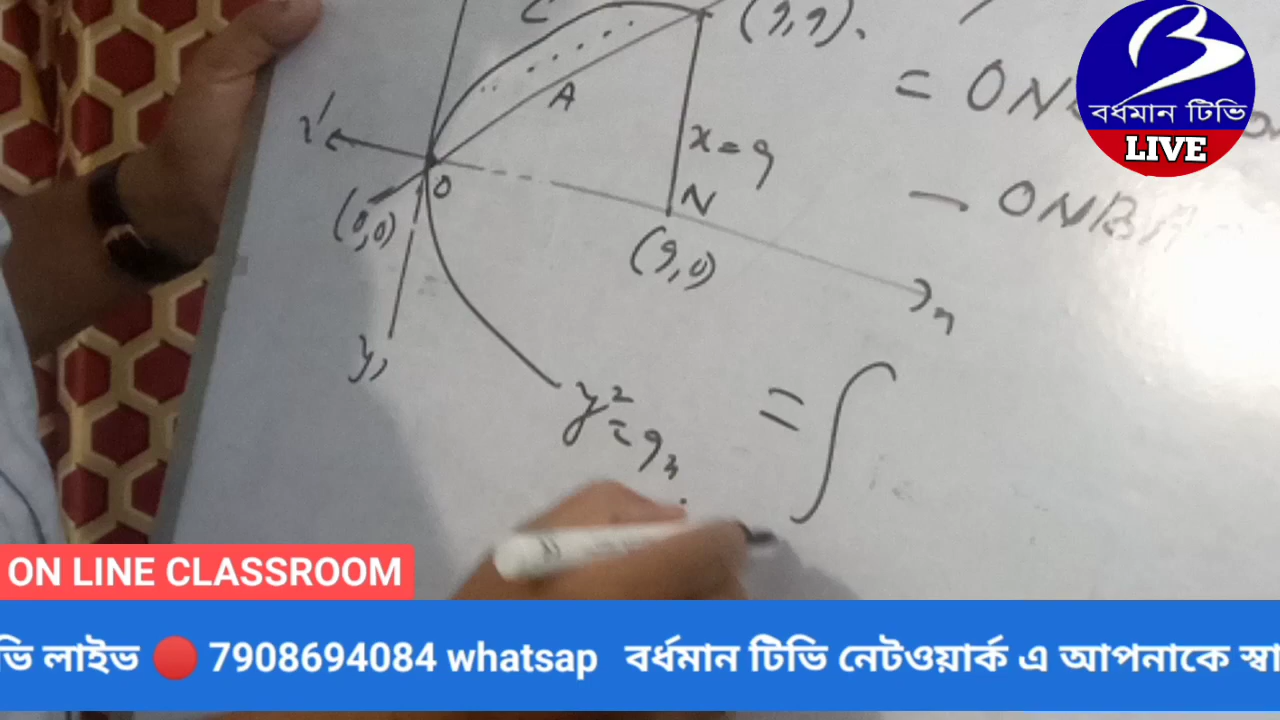 C
(9,9).
A
= ON
x'
x = 9
N
O
(0,0)
(9,0)
- ONBA
x
y'
y² = 9x
= ∫
বর্ধমান টিভি
LIVE
ON LINE CLASSROOM
ভি লাইভ 🔴 7908694084 whatsap বর্ধমান টিভি নেটওয়ার্ক এ আপনাকে স্বা